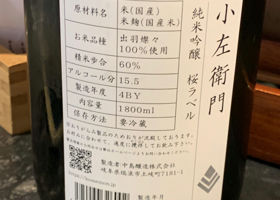 小左衛門
純米吟醸 桜ラベル
原材料名 米(国産)
米麹(国産米)
お米品種 出羽燦々
100%使用
精米歩合 60%
アルコール分 15.5
製造年度 4BY
内容量 1800ml
保存方法 要冷蔵
製造者 中島醸造株式会社
岐阜県瑞浪市土岐町7181-1
製造年月